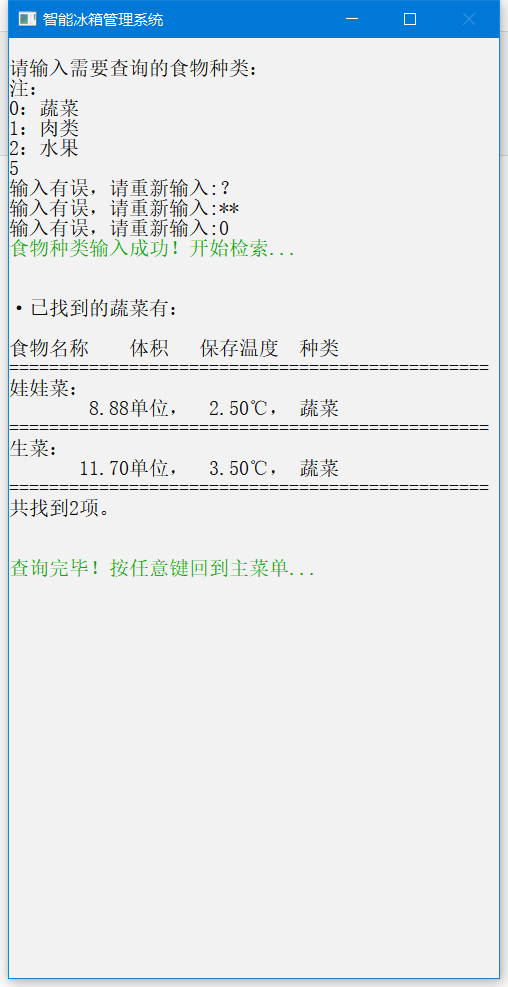 智能冰箱管理系统
请输入需要查询的食物种类:
注:
0: 蔬菜
1: 肉类
2: 水果
5
输入有误，请重新输入:?
输入有误，请重新输入:**
输入有误，请重新输入:0
食物种类输入成功！开始检索...
·已找到的蔬菜有:
食物名称 体积 保存温度 种类
================================================
娃娃菜:
8.88单位， 2.50℃， 蔬菜
================================================
生菜:
11.70单位， 3.50℃， 蔬菜
================================================
共找到2项。
查询完毕！按任意键回到主菜单...